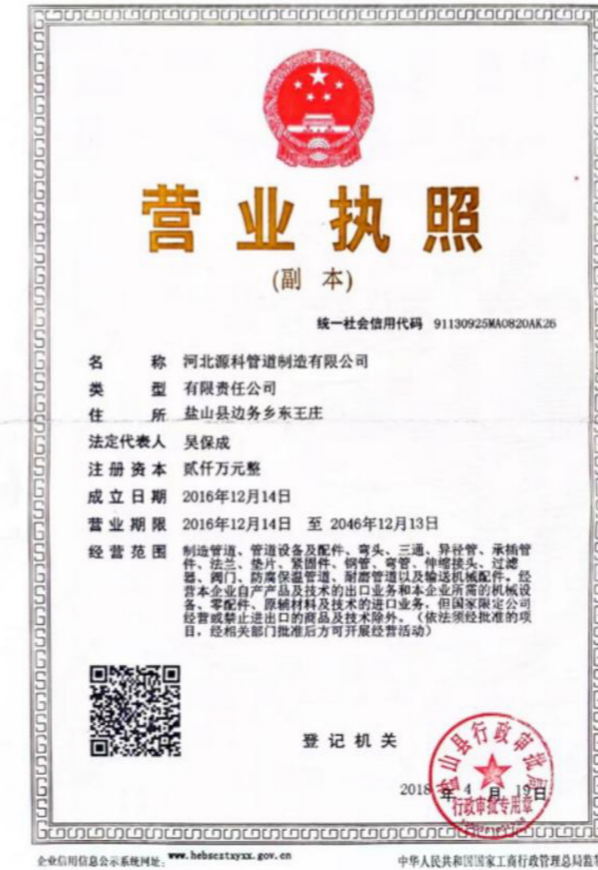 营业执照
(副 本)
统一社会信用代码 91130925MA0820AK26
名 称 河北源科管道制造有限公司
类 型 有限责任公司
住 所 盐山县边务乡东王庄
法定代表人 吴保成
注册资本 贰仟万元整
成立日期 2016年12月14日
营业期限 2016年12月14日 至 2046年12月13日
经营范围 制造管道、管道设备及配件、弯头、三通、异径管、承插管
件、法兰、垫片、紧固件、钢管、弯管、伸缩接头、过滤
器、阀门、防腐保温管道、耐磨管道以及输送机械配件。经
营本企业自产产品及技术的出口业务和本企业所需的机械设
备、零配件、原辅材料及技术的进口业务，但国家限定公司
经营或禁止进出口的商品及技术除外。（依法须经批准的项
目，经相关部门批准后方可开展经营活动）
登记机关
盐山县行政审批局
2018年 4 月 19日
行政审批专用章
企业信用信息公示系统网址: www.hebscztxyxx.gov.cn
中华人民共和国国家工商行政管理总局监制